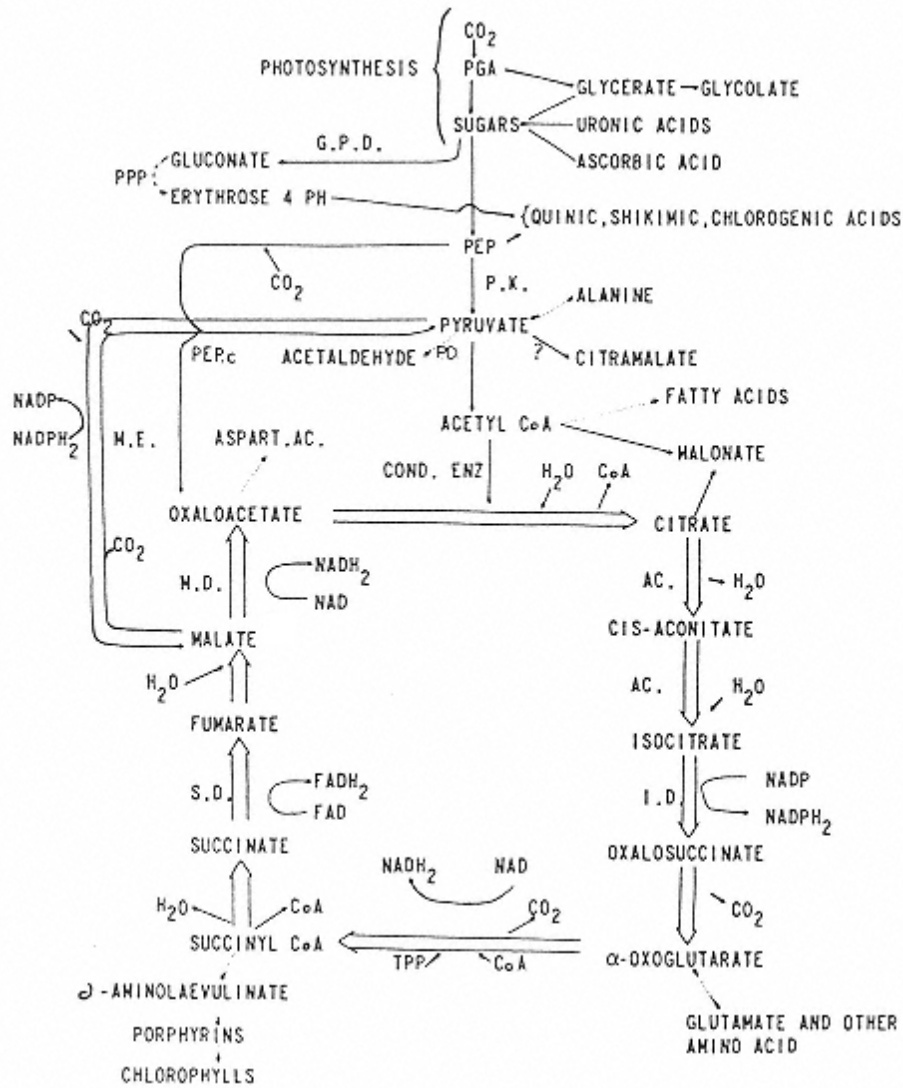 CO2
PHOTOSYNTHESIS
PGA
GLYCERATE
GLYCOLATE
SUGARS
URONIC ACIDS
G.P.D.
ASCORBIC ACID
PPP
GLUCONATE
ERYTHROSE 4 PH
QUINIC, SHIKIMIC, CHLOROGENIC ACIDS
PEP
CO2
P.K.
ALANINE
CO2
PYRUVATE
PEP.c
ACETALDEHYDE
PD
?
CITRAMALATE
NADP
FATTY ACIDS
NADPH2
M.E.
ASPART. AC.
ACETYL CoA
MALONATE
COND. ENZ
H2O
CoA
OXALOACETATE
CITRATE
CO2
M.D.
NADH2
NAD
AC.
H2O
MALATE
CIS-ACONITATE
H2O
AC.
H2O
FUMARATE
ISOCITRATE
S.D.
FADH2
FAD
I.D.
NADP
NADPH2
SUCCINATE
OXALOSUCCINATE
NADH2
NAD
H2O
CoA
CO2
CO2
SUCCINYL CoA
TPP
CoA
α-OXOGLUTARATE
∂-AMINOLAEVULINATE
PORPHYRINS
CHLOROPHYLLS
GLUTAMATE AND OTHER
AMINO ACID